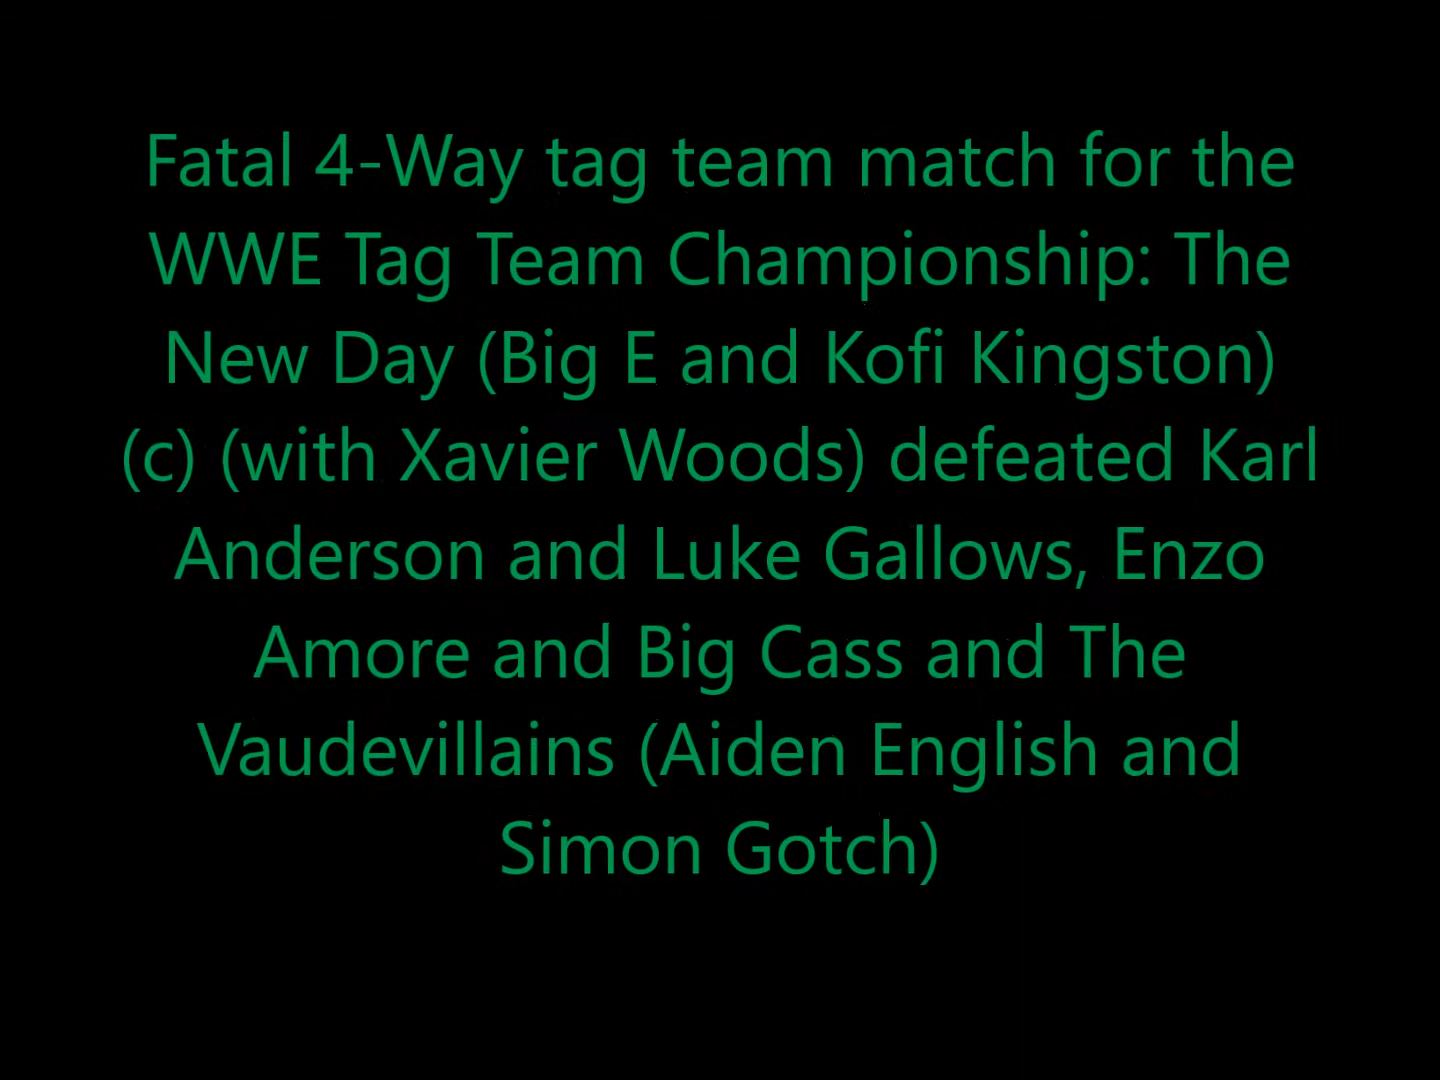 Fatal 4-Way tag team match for the
WWE Tag Team Championship: The
New Day (Big E and Kofi Kingston)
(c) (with Xavier Woods) defeated Karl
Anderson and Luke Gallows, Enzo
Amore and Big Cass and The
Vaudevillains (Aiden English and
Simon Gotch)